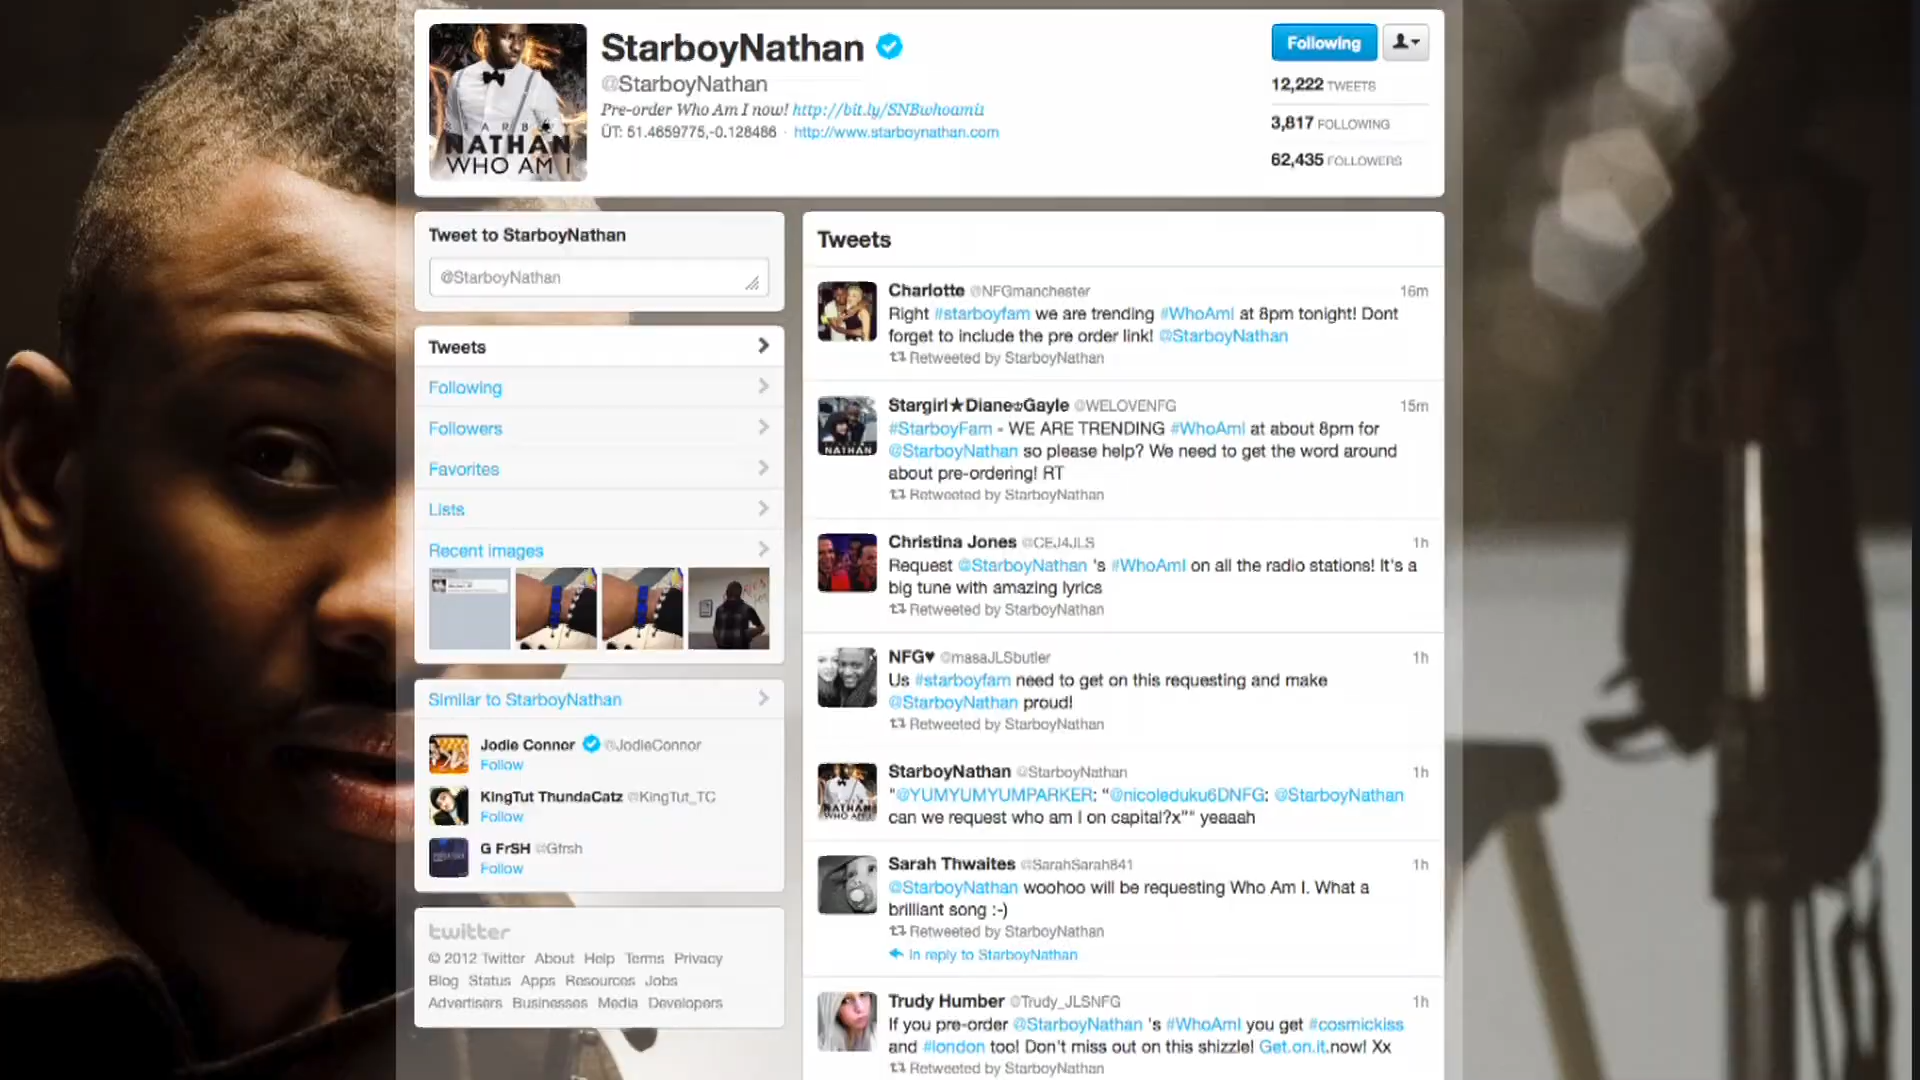 StarboyNathan
@StarboyNathan
Pre-order Who Am I now! http://bit.ly/SNBwhoami1
ÜT: 51.4659775,-0.128486 · http://www.starboynathan.com
STARBOY
NATHAN
WHO AM I
Following
12,222 TWEETS
3,817 FOLLOWING
62,435 FOLLOWERS
Tweet to StarboyNathan
@StarboyNathan
Tweets
Following
Followers
Favorites
Lists
Recent images
Similar to StarboyNathan
Jodie Connor @JodieConnor
Follow
KingTut ThundaCatz @KingTut_TC
Follow
G FrSH @Gfrsh
Follow
twitter
© 2012 Twitter About Help Terms Privacy
Blog Status Apps Resources Jobs
Advertisers Businesses Media Developers
Tweets
Charlotte @NFGmanchester 16m
Right #starboyfam we are trending #WhoAmI at 8pm tonight! Dont
forget to include the pre order link! @StarboyNathan
Retweeted by StarboyNathan
Stargirl★Diane Gayle @WELOVENFG 15m
#StarboyFam - WE ARE TRENDING #WhoAmI at about 8pm for
@StarboyNathan so please help? We need to get the word around
about pre-ordering! RT
Retweeted by StarboyNathan
NATHAN
Christina Jones @CEJ4JLS 1h
Request @StarboyNathan 's #WhoAmI on all the radio stations! It's a
big tune with amazing lyrics
Retweeted by StarboyNathan
NFG♥ @masaJLSbutler 1h
Us #starboyfam need to get on this requesting and make
@StarboyNathan proud!
Retweeted by StarboyNathan
StarboyNathan @StarboyNathan 1h
"@YUMYUMYUMPARKER: "@nicoleduku6DNFG: @StarboyNathan
can we request who am I on capital?x"" yeaaah
NATHAN
WHO AM I
Sarah Thwaites @SarahSarah841 1h
@StarboyNathan woohoo will be requesting Who Am I. What a
brilliant song :-)
Retweeted by StarboyNathan
In reply to StarboyNathan
Trudy Humber @Trudy_JLSNFG 1h
If you pre-order @StarboyNathan 's #WhoAmI you get #cosmickiss
and #london too! Don't miss out on this shizzle! Get.on.it.now! Xx
Retweeted by StarboyNathan